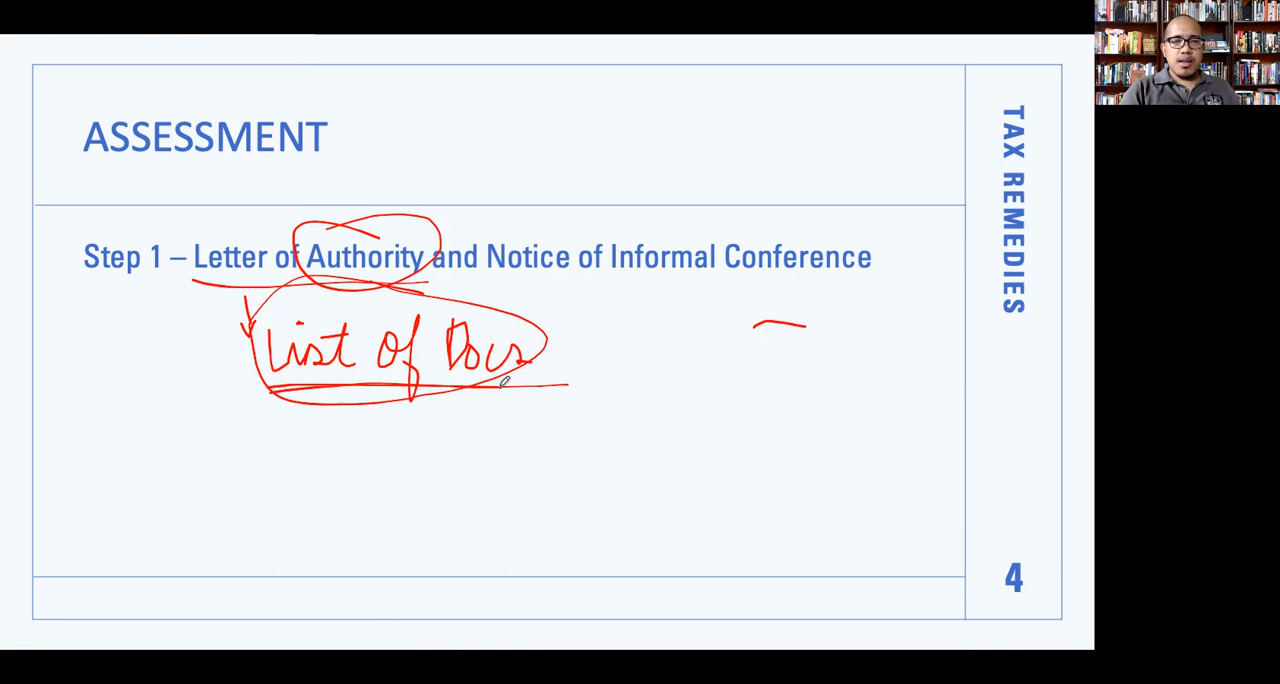 ASSESSMENT
Step 1 – Letter of Authority and Notice of Informal Conference
List of Docs
TAX REMEDIES
4